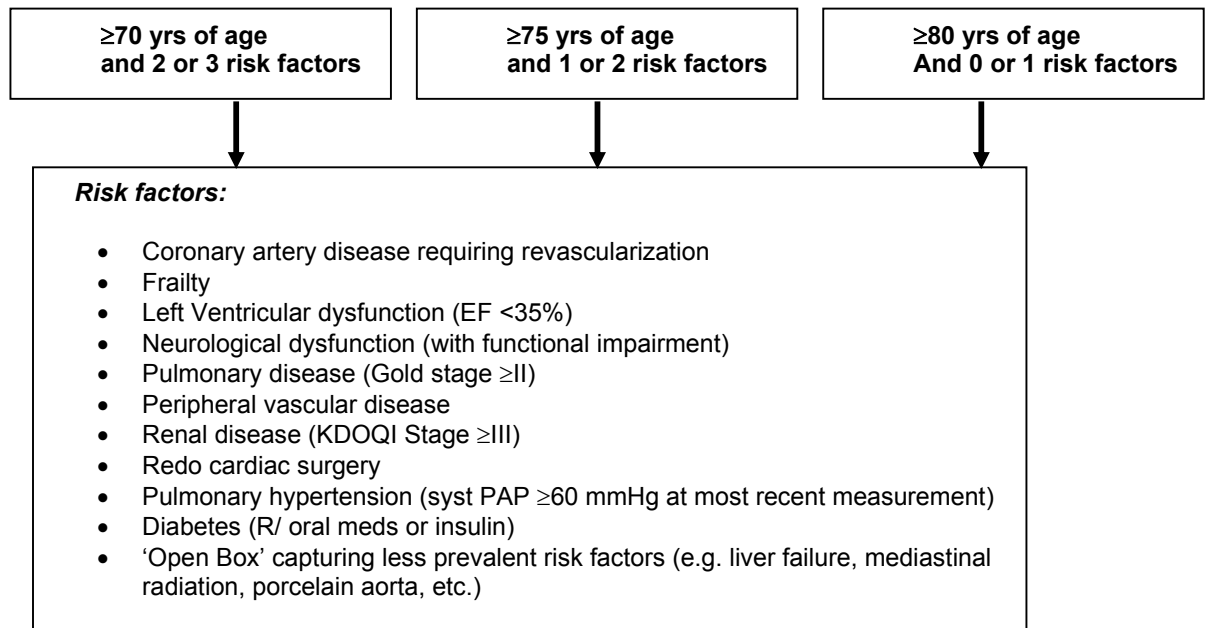 ≥70 yrs of age
and 2 or 3 risk factors
≥75 yrs of age
and 1 or 2 risk factors
≥80 yrs of age
And 0 or 1 risk factors
Risk factors:
• Coronary artery disease requiring revascularization
• Frailty
• Left Ventricular dysfunction (EF <35%)
• Neurological dysfunction (with functional impairment)
• Pulmonary disease (Gold stage ≥II)
• Peripheral vascular disease
• Renal disease (KDOQI Stage ≥III)
• Redo cardiac surgery
• Pulmonary hypertension (syst PAP ≥60 mmHg at most recent measurement)
• Diabetes (R/ oral meds or insulin)
• ‘Open Box’ capturing less prevalent risk factors (e.g. liver failure, mediastinal
radiation, porcelain aorta, etc.)